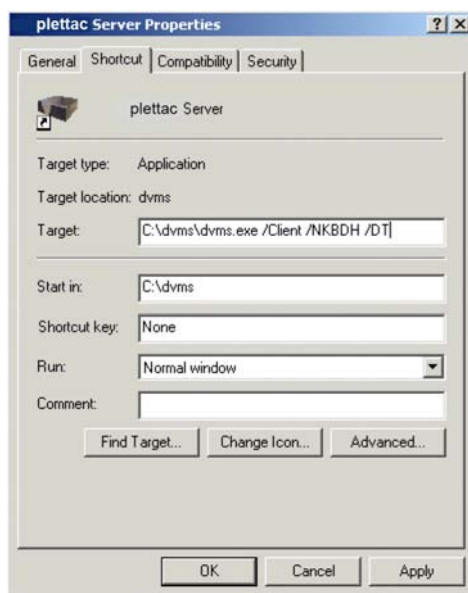 plettac Server Properties
General Shortcut Compatibility Security
plettac Server
Target type: Application
Target location: dvms
Target: C:\dvms\dvms.exe /Client /NKBDH /DT
Start in: C:\dvms
Shortcut key: None
Run: Normal window
Comment:
Find Target... Change Icon... Advanced...
OK Cancel Apply